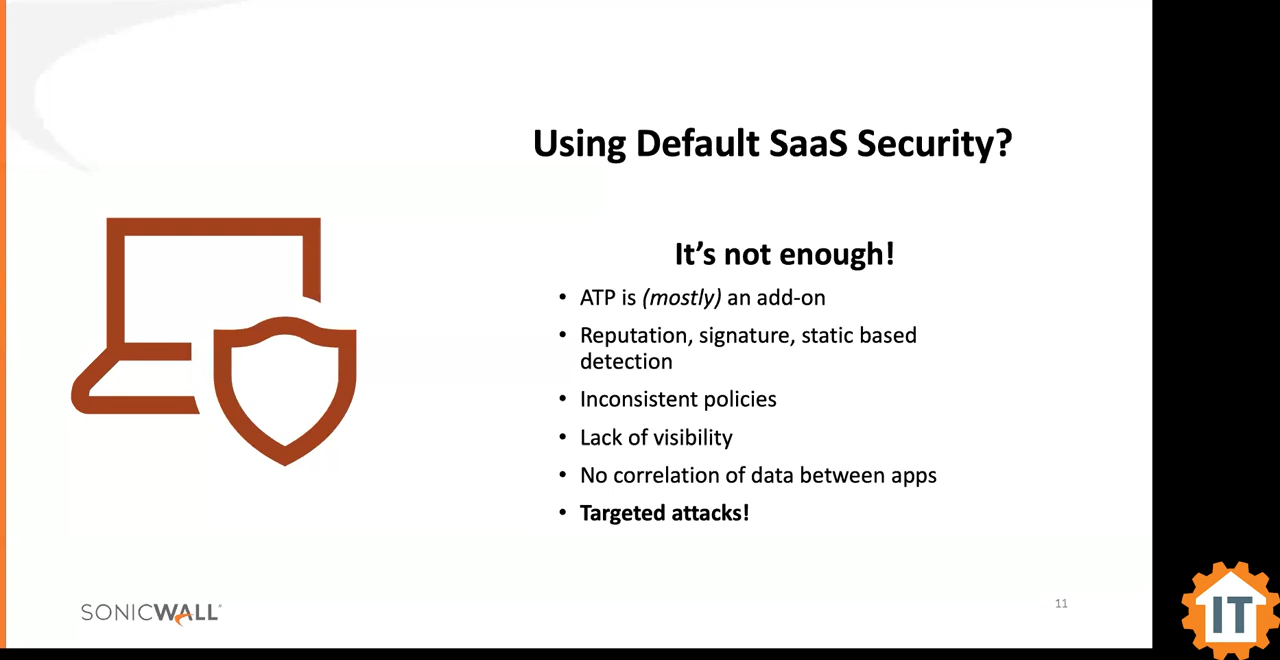 Using Default SaaS Security?
It's not enough!
• ATP is (mostly) an add-on
• Reputation, signature, static based
detection
• Inconsistent policies
• Lack of visibility
• No correlation of data between apps
• Targeted attacks!
SONICWALL
11
IT